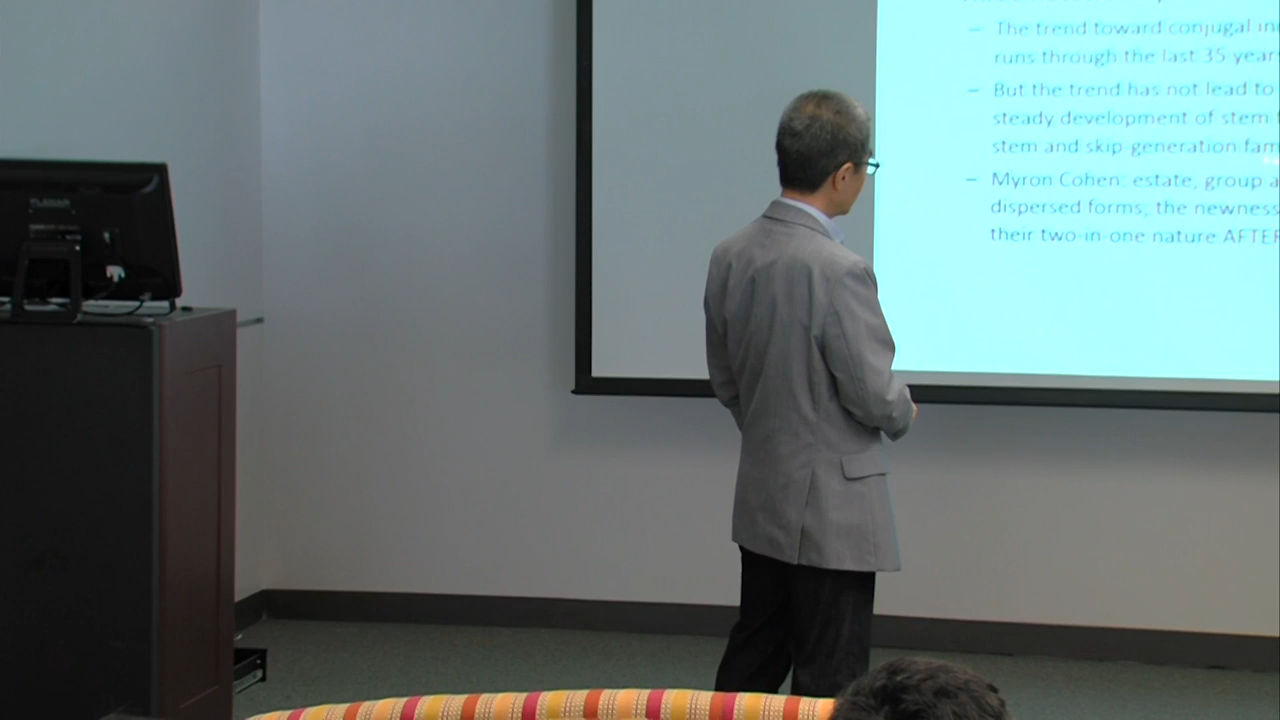 – The trend toward conjugal in
runs through the last 35 year
– But the trend has not lead to
steady development of stem
stem and skip-generation fam
– Myron Cohen: estate, group a
dispersed forms; the newness
their two-in-one nature AFTER
PLANAR